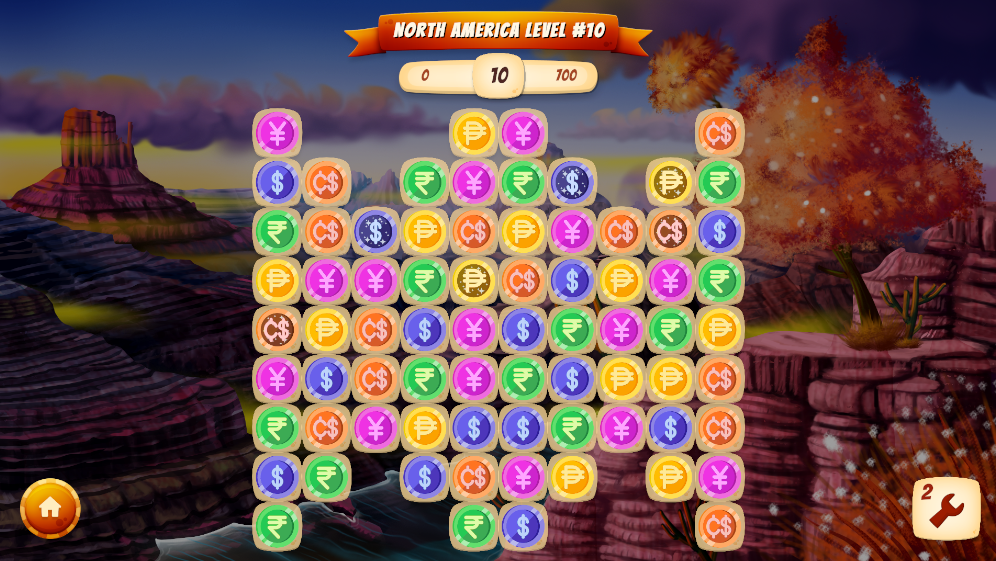 NORTH AMERICA LEVEL #10
0 10 700
¥ ₱ ¥ C$
$ C$ ₹ ¥ ₹ $ ₱ ₹
₹ C$ $ ₱ C$ ₱ ¥ C$ C$ $
₱ ¥ ¥ ₹ ₱ C$ $ ₱ ¥ ₹
C$ ₱ C$ $ ¥ $ ₹ ¥ ₹ ₱
¥ $ C$ ₹ ¥ ₹ $ ₱ ₱ C$
₹ C$ ¥ ₱ $ $ ₹ ¥ $ C$
$ ₹ $ C$ ¥ ₱ ₱ ¥
₹ ₹ $ C$
2